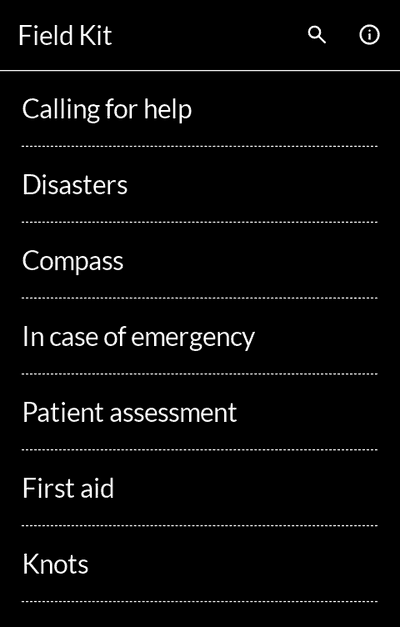 Field Kit
Calling for help
Disasters
Compass
In case of emergency
Patient assessment
First aid
Knots